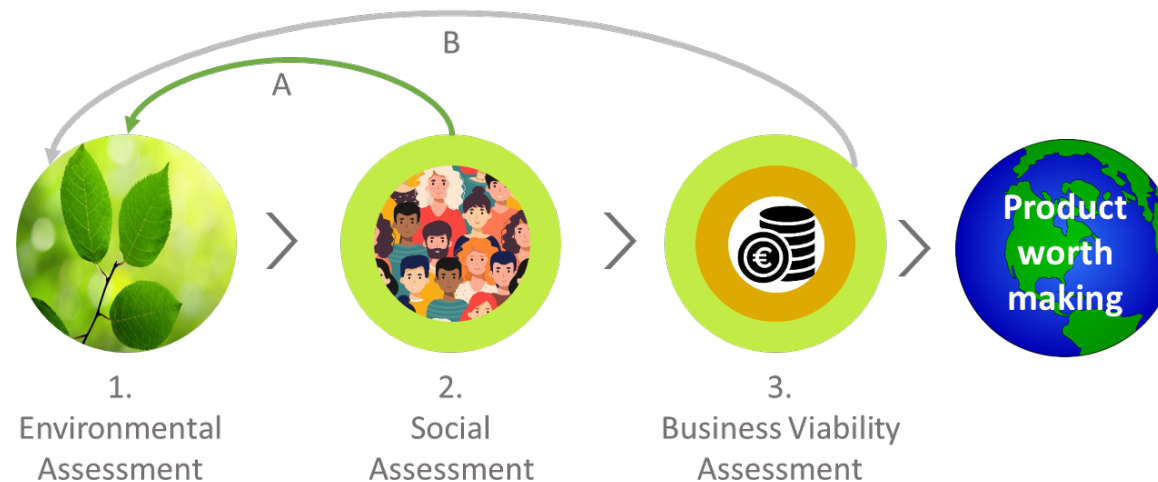 B
A
€
Product
worth
making
1.
Environmental
Assessment
2.
Social
Assessment
3.
Business Viability
Assessment